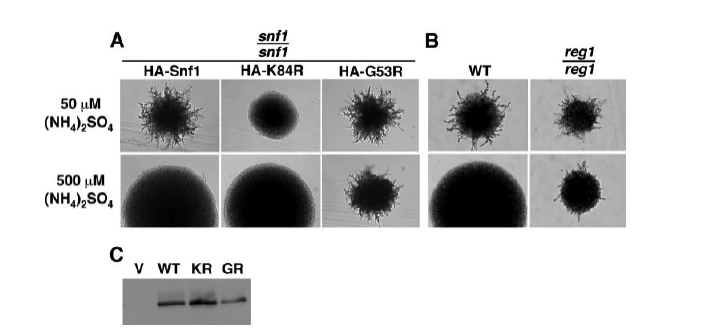 A
snf1
snf1
HA-Snf1 HA-K84R HA-G53R
B
WT
reg1
reg1
50 µM
(NH4)2SO4
500 µM
(NH4)2SO4
C
V WT KR GR